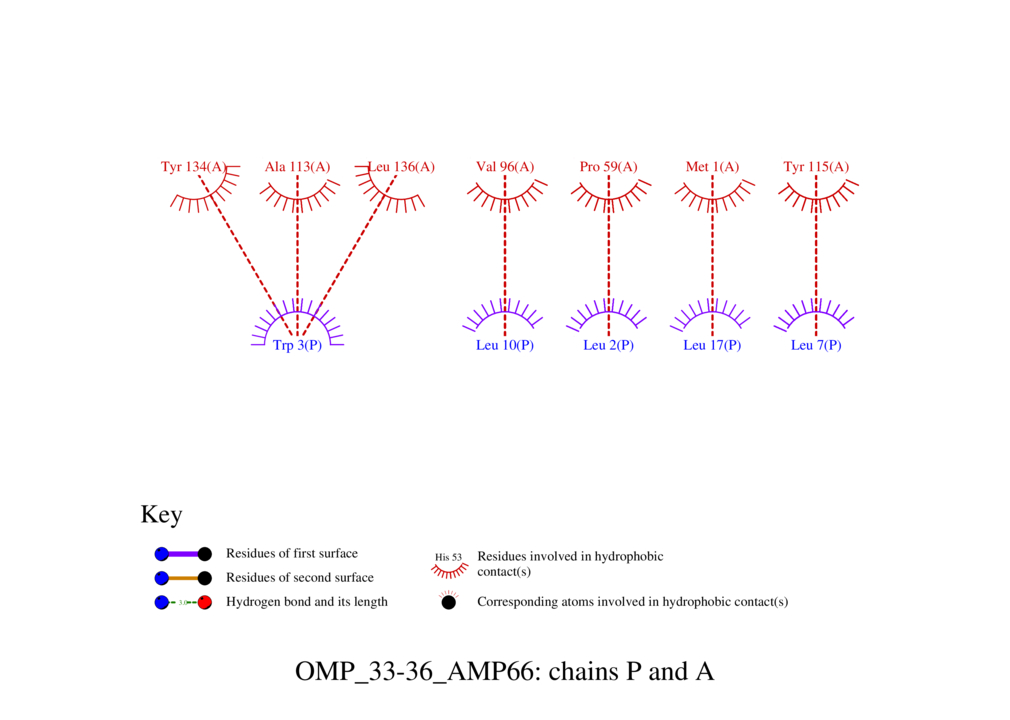 Tyr 134(A) Ala 113(A) Leu 136(A) Val 96(A) Pro 59(A) Met 1(A) Tyr 115(A)
Trp 3(P) Leu 10(P) Leu 2(P) Leu 17(P) Leu 7(P)
Key
Residues of first surface
Residues of second surface
3.0 Hydrogen bond and its length
His 53 Residues involved in hydrophobic
contact(s)
Corresponding atoms involved in hydrophobic contact(s)
OMP_33-36_AMP66: chains P and A